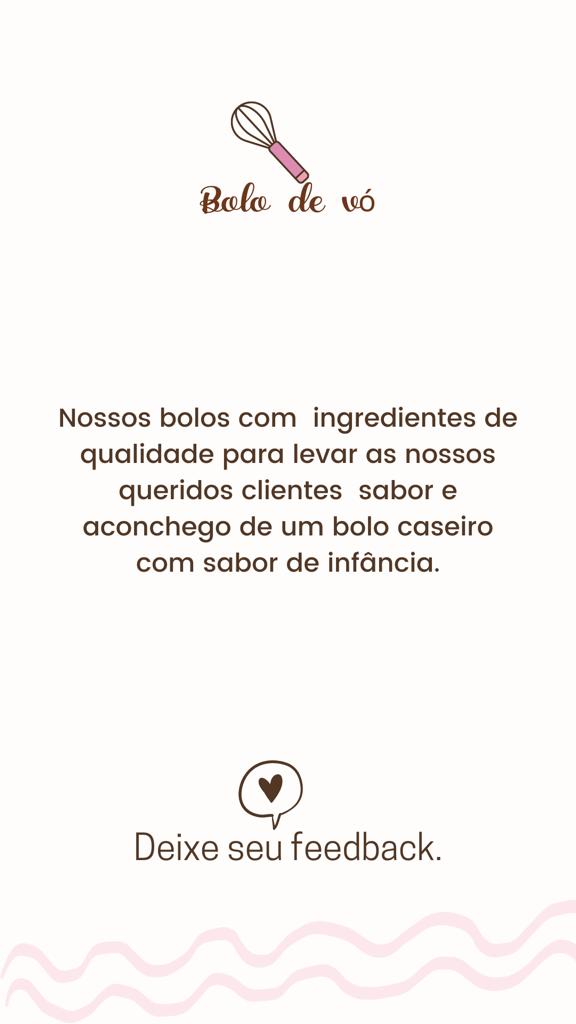 Bolo de vó
Nossos bolos com  ingredientes de
qualidade para levar as nossos
queridos clientes  sabor e
aconchego de um bolo caseiro
com sabor de infância.
Deixe seu feedback.